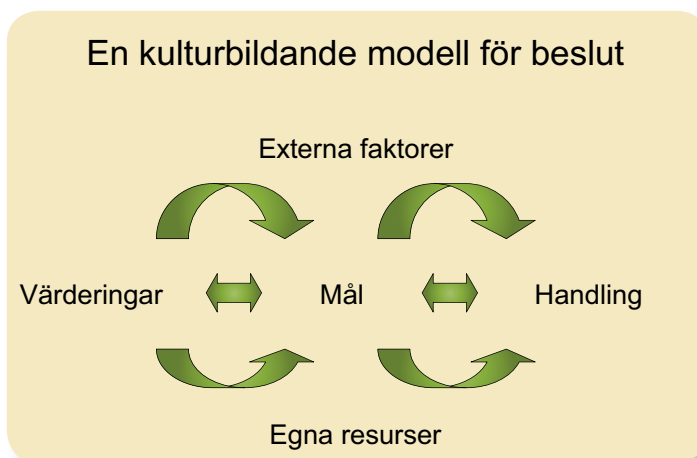 En kulturbildande modell för beslut
Externa faktorer
Värderingar Mål Handling
Egna resurser